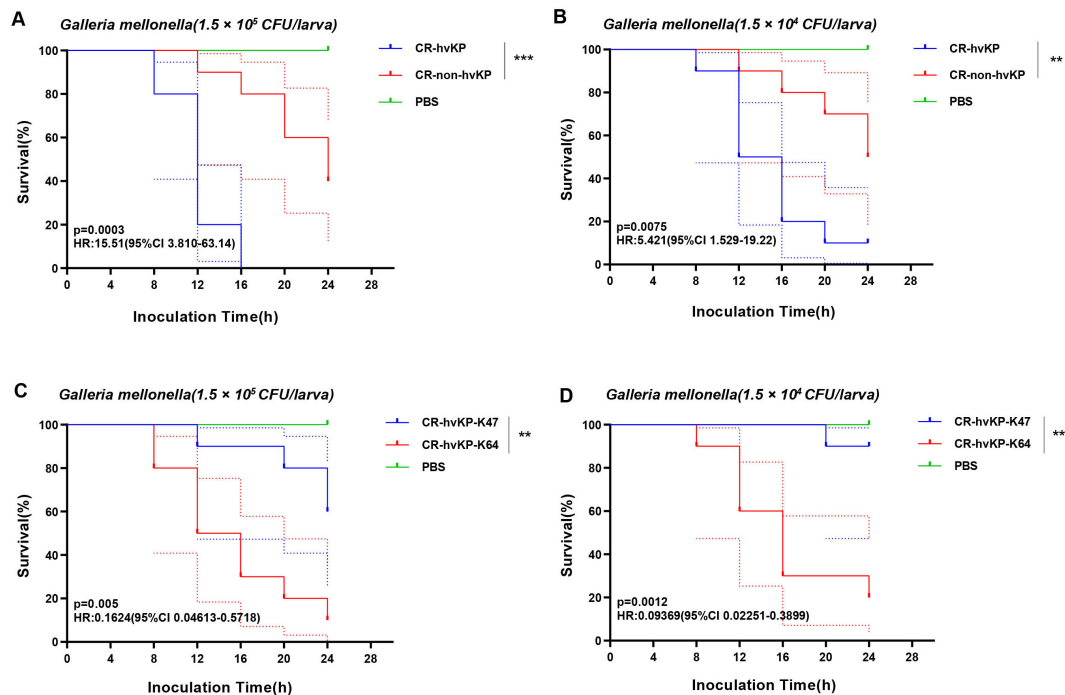 A
Galleria mellonella(1.5 × 10⁵ CFU/larva)
CR-hvKP
CR-non-hvKP
PBS
***
Survival(%)
100
80
60
40
20
0
p=0.0003
HR:15.51(95%CI 3.810-63.14)
0 4 8 12 16 20 24 28
Inoculation Time(h)
B
Galleria mellonella(1.5 × 10⁴ CFU/larva)
CR-hvKP
CR-non-hvKP
PBS
**
Survival(%)
100
80
60
40
20
0
p=0.0075
HR:5.421(95%CI 1.529-19.22)
0 4 8 12 16 20 24 28
Inoculation Time(h)
C
Galleria mellonella(1.5 × 10⁵ CFU/larva)
CR-hvKP-K47
CR-hvKP-K64
PBS
**
Survival(%)
100
80
60
40
20
0
p=0.005
HR:0.1624(95%CI 0.04613-0.5718)
0 4 8 12 16 20 24 28
Inoculation Time(h)
D
Galleria mellonella(1.5 × 10⁴ CFU/larva)
CR-hvKP-K47
CR-hvKP-K64
PBS
**
Survival(%)
100
80
60
40
20
0
p=0.0012
HR:0.09369(95%CI 0.02251-0.3899)
0 4 8 12 16 20 24 28
Inoculation Time(h)